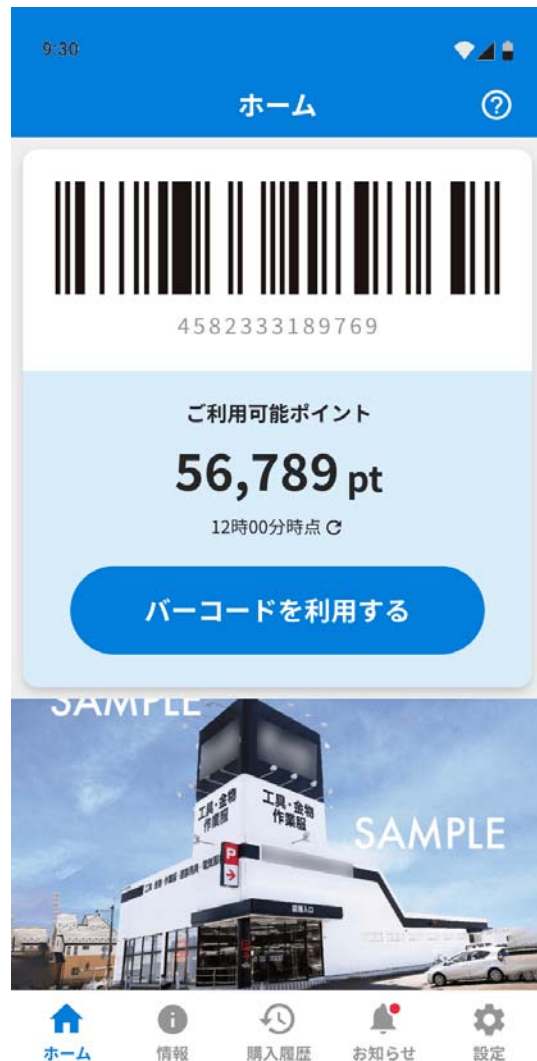 9:30
ホーム
4582333189769
ご利用可能ポイント
56,789 pt
12時00分時点
バーコードを利用する
SAMPLE
工具・金物
作業服
工具・金物
作業服
SAMPLE
P
ホーム
情報
購入履歴
お知らせ
設定